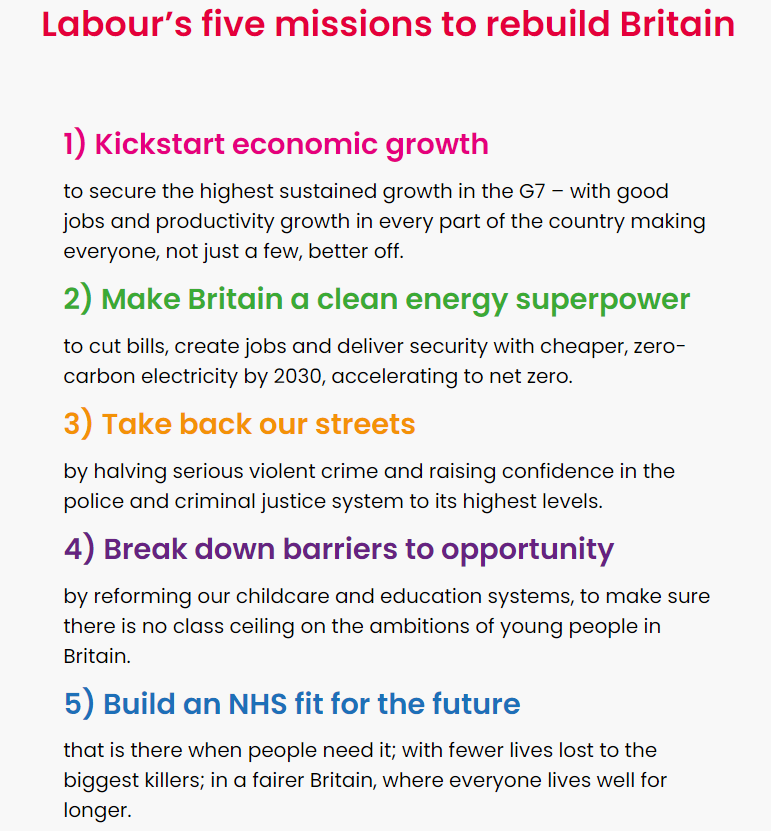 Labour’s five missions to rebuild Britain
1) Kickstart economic growth
to secure the highest sustained growth in the G7 – with good
jobs and productivity growth in every part of the country making
everyone, not just a few, better off.
2) Make Britain a clean energy superpower
to cut bills, create jobs and deliver security with cheaper, zero-
carbon electricity by 2030, accelerating to net zero.
3) Take back our streets
by halving serious violent crime and raising confidence in the
police and criminal justice system to its highest levels.
4) Break down barriers to opportunity
by reforming our childcare and education systems, to make sure
there is no class ceiling on the ambitions of young people in
Britain.
5) Build an NHS fit for the future
that is there when people need it; with fewer lives lost to the
biggest killers; in a fairer Britain, where everyone lives well for
longer.